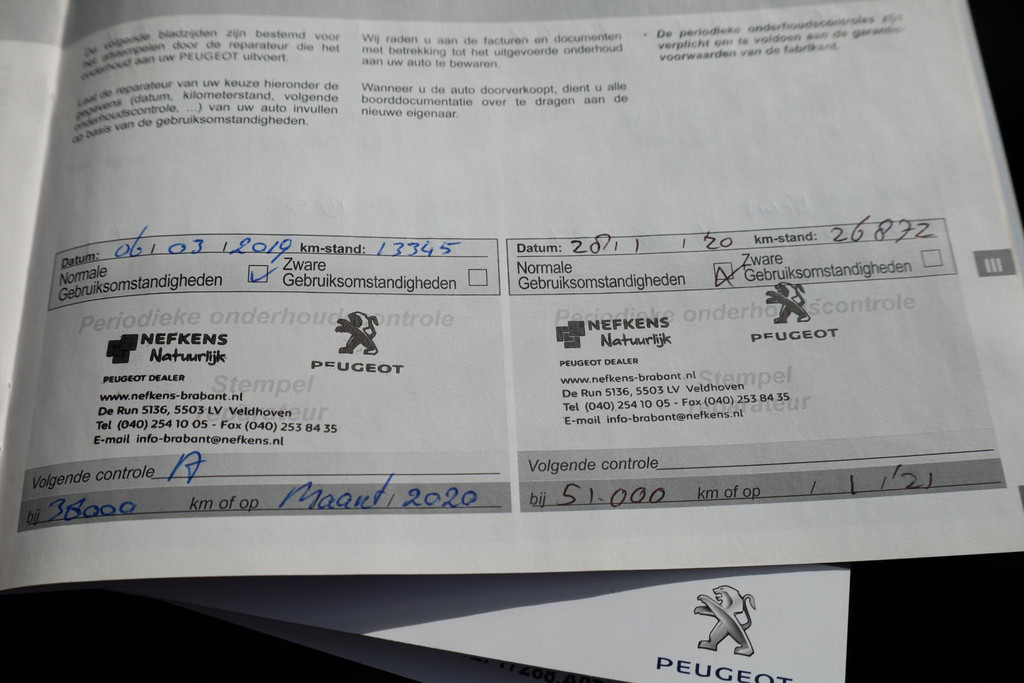 De volgende bladzijden zijn bestemd voor
het afstempelen door de reparateur die het
onderhoud aan uw PEUGEOT uitvoert.
Laat de reparateur van uw keuze hieronder de
gegevens (datum, kilometerstand, volgende
onderhoudscontrole, ...) van uw auto invullen
op basis van de gebruiksomstandigheden.
Wij raden u aan de facturen en documenten
met betrekking tot het uitgevoerde onderhoud
aan uw auto te bewaren.
Wanneer u de auto doorverkoopt, dient u alle
boorddocumentatie over te dragen aan de
nieuwe eigenaar.
- De periodieke onderhoudscontroles zijn
verplicht om te voldoen aan de garantie-
voorwaarden van de fabrikant.
Datum: 06 / 03 / 2019 km-stand: 13345
Normale
Gebruiksomstandigheden
Zware
Gebruiksomstandigheden
Periodieke onderhoudscontrole
NEFKENS
Natuurlijk
PEUGEOT
PEUGEOT DEALER
Stempel
reparateur
www.nefkens-brabant.nl
De Run 5136, 5503 LV Veldhoven
Tel (040) 254 10 05 - Fax (040) 253 84 35
E-mail info-brabant@nefkens.nl
Volgende controle A
bij 38000 km of op Maart / 2020
Datum: 28 / 1 / '20 km-stand: 26872
Normale
Gebruiksomstandigheden
Zware
Gebruiksomstandigheden
Periodieke onderhoudscontrole
NEFKENS
Natuurlijk
PEUGEOT
PEUGEOT DEALER
Stempel
reparateur
www.nefkens-brabant.nl
De Run 5136, 5503 LV Veldhoven
Tel (040) 254 10 05 - Fax (040) 253 84 35
E-mail info-brabant@nefkens.nl
Volgende controle
bij 51.000 km of op / 1 / '21
III
PEUGEOT